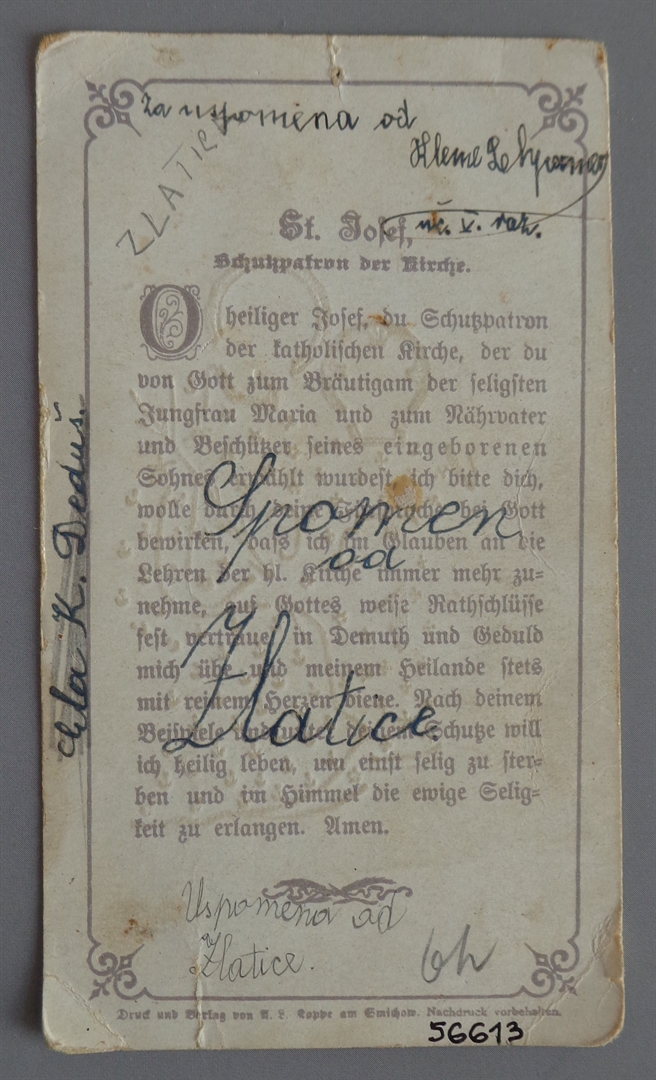 Za uspomena od
uč. V. raz.
ZLATICE
St. Josef,
Schutzpatron der Kirche.
O heiliger Josef, du Schutzpatron
der katholischen Kirche, der du
von Gott zum Bräutigam der seligsten
Jungfrau Maria und zum Nährvater
und Beschützer seines eingeborenen
Sohnes erwählt wurdest, ich bitte dich,
wolle durch deine Fürsprache bei Gott
bewirken, dass ich im Glauben an die
Lehren der hl. Kirche immer mehr zu=
nehme, auf Gottes weise Rathschlüsse
fest vertraue, in Demuth und Geduld
mich übe und meinem Heilande stets
mit reinem Herzen diene. Nach deinem
Beispiele und unter deinem Schutze will
ich heilig leben, um einst selig zu ster=
ben und im Himmel die ewige Selig=
keit zu erlangen. Amen.
Spomen
od
Zlatice.
K. Deduš.
Uspomena od
Zlatice.
6h
Druck und Verlag von A. L. Koppe am Smichow. Nachdruck vorbehalten.
56613